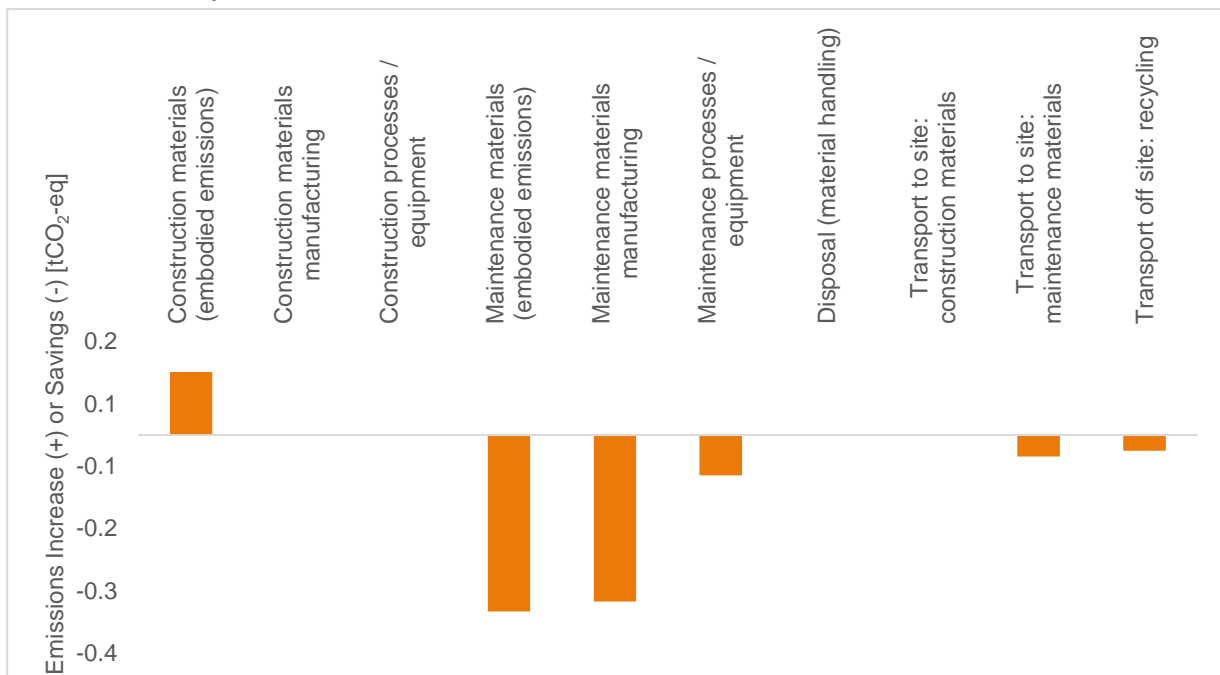 Construction materials
(embodied emissions)
Construction materials
manufacturing
Construction processes /
equipment
Maintenance materials
(embodied emissions)
Maintenance materials
manufacturing
Maintenance processes /
equipment
Disposal (material handling)
Transport to site:
construction materials
Transport to site:
maintenance materials
Transport off site: recycling
Emissions Increase (+) or Savings (-) [tCO₂-eq]
0.2
0.1
-0.1
-0.2
-0.3
-0.4